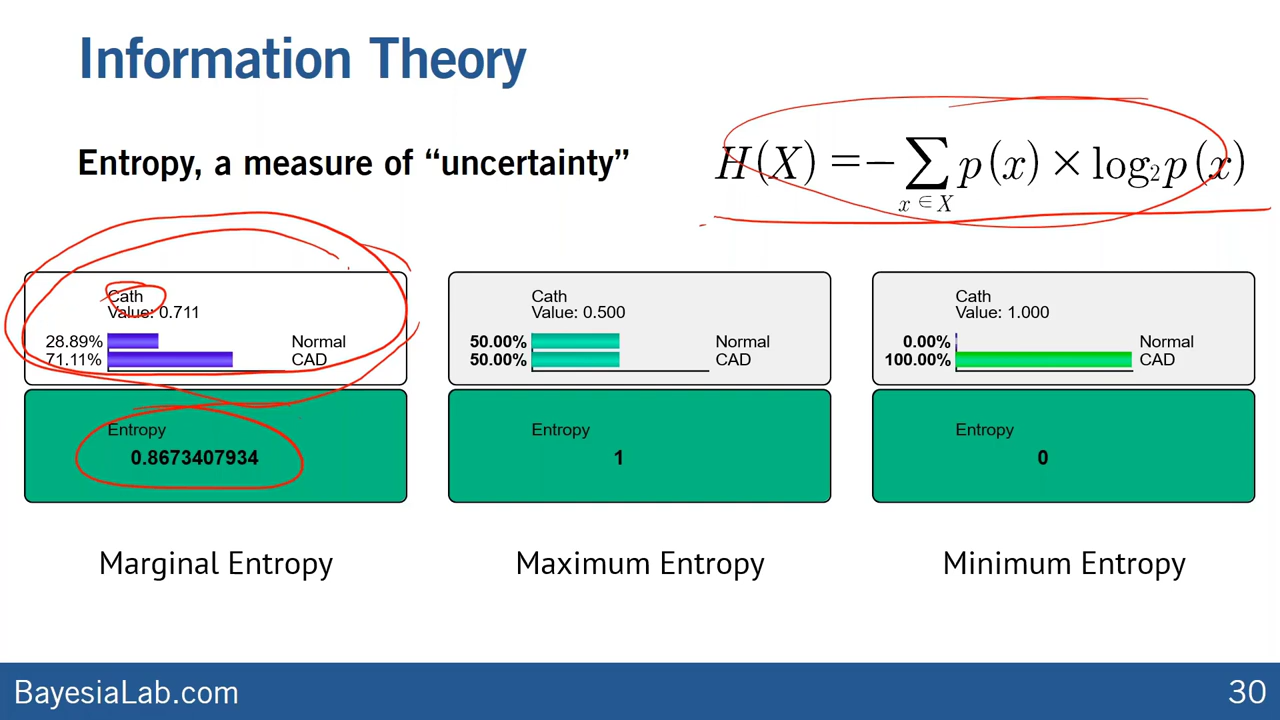 Information Theory
Entropy, a measure of “uncertainty”
H(X) = − ∑ p(x) × log₂ p(x)
x ∈ X
Cath
Value: 0.711
28.89% Normal
71.11% CAD
Entropy
0.8673407934
Marginal Entropy
Cath
Value: 0.500
50.00% Normal
50.00% CAD
Entropy
1
Maximum Entropy
Cath
Value: 1.000
0.00% Normal
100.00% CAD
Entropy
0
Minimum Entropy
BayesiaLab.com
30